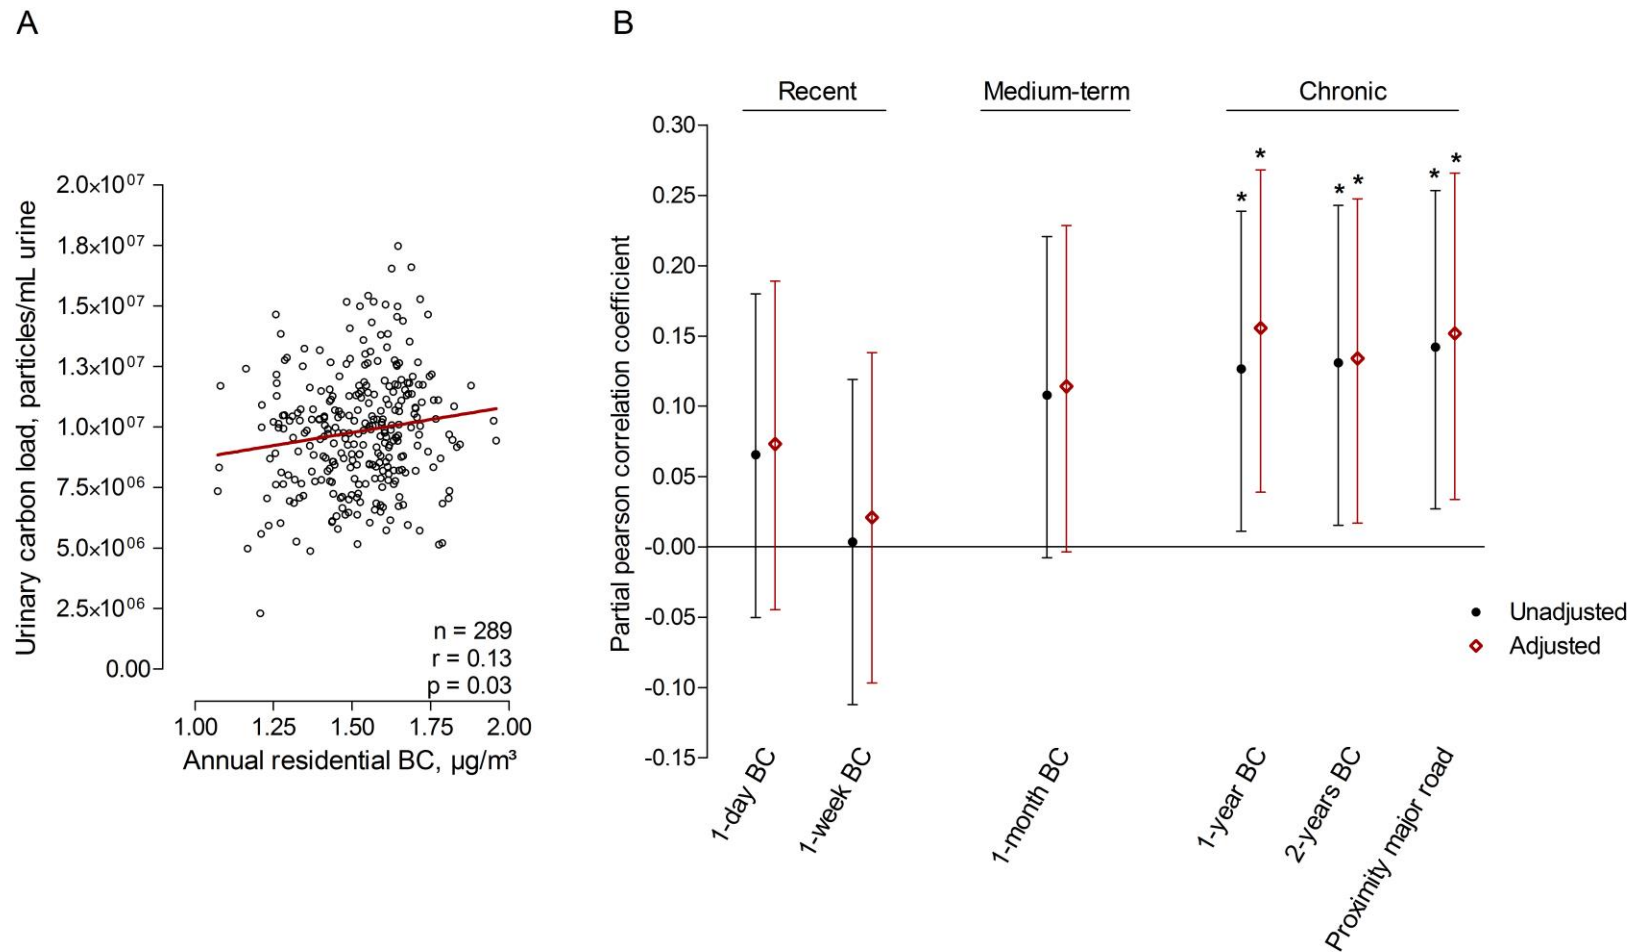 A
B
Recent
Medium-term
Chronic
Urinary carbon load, particles/mL urine
2.0×10⁰⁷
1.8×10⁰⁷
1.5×10⁰⁷
1.3×10⁰⁷
1.0×10⁰⁷
7.5×10⁰⁶
5.0×10⁰⁶
2.5×10⁰⁶
0.00
n = 289
r = 0.13
p = 0.03
1.00 1.25 1.50 1.75 2.00
Annual residential BC, µg/m³
Partial pearson correlation coefficient
0.30
0.25
0.20
0.15
0.10
0.05
-0.00
-0.05
-0.10
-0.15
* * * * * *
Unadjusted
Adjusted
1-day BC
1-week BC
1-month BC
1-year BC
2-years BC
Proximity major road